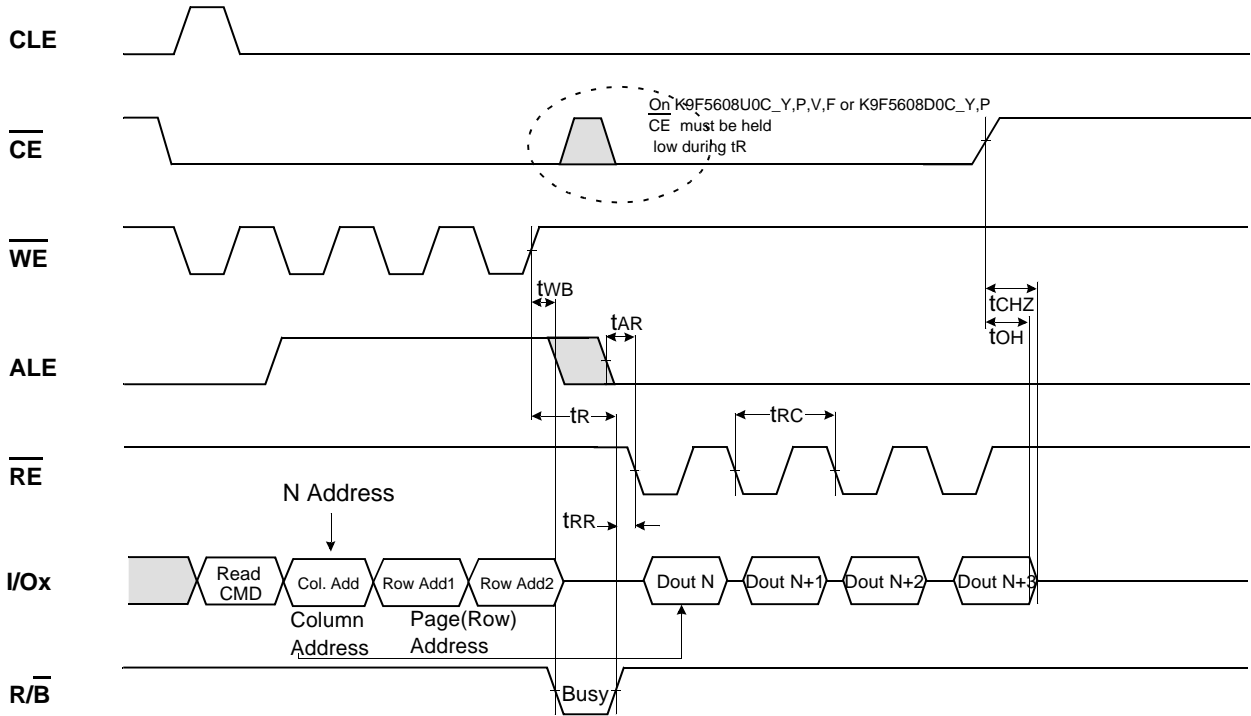 CLE
On K9F5608U0C_Y,P,V,F or K9F5608D0C_Y,P
CE must be held
low during tR
CE
WE
tWB
tCHZ
tAR
tOH
ALE
tR
tRC
RE
N Address
tRR
I/Ox
Read
CMD
Col. Add
Row Add1
Row Add2
Dout N
Dout N+1
Dout N+2
Dout N+3
Column
Address
Page(Row)
Address
R/B
Busy